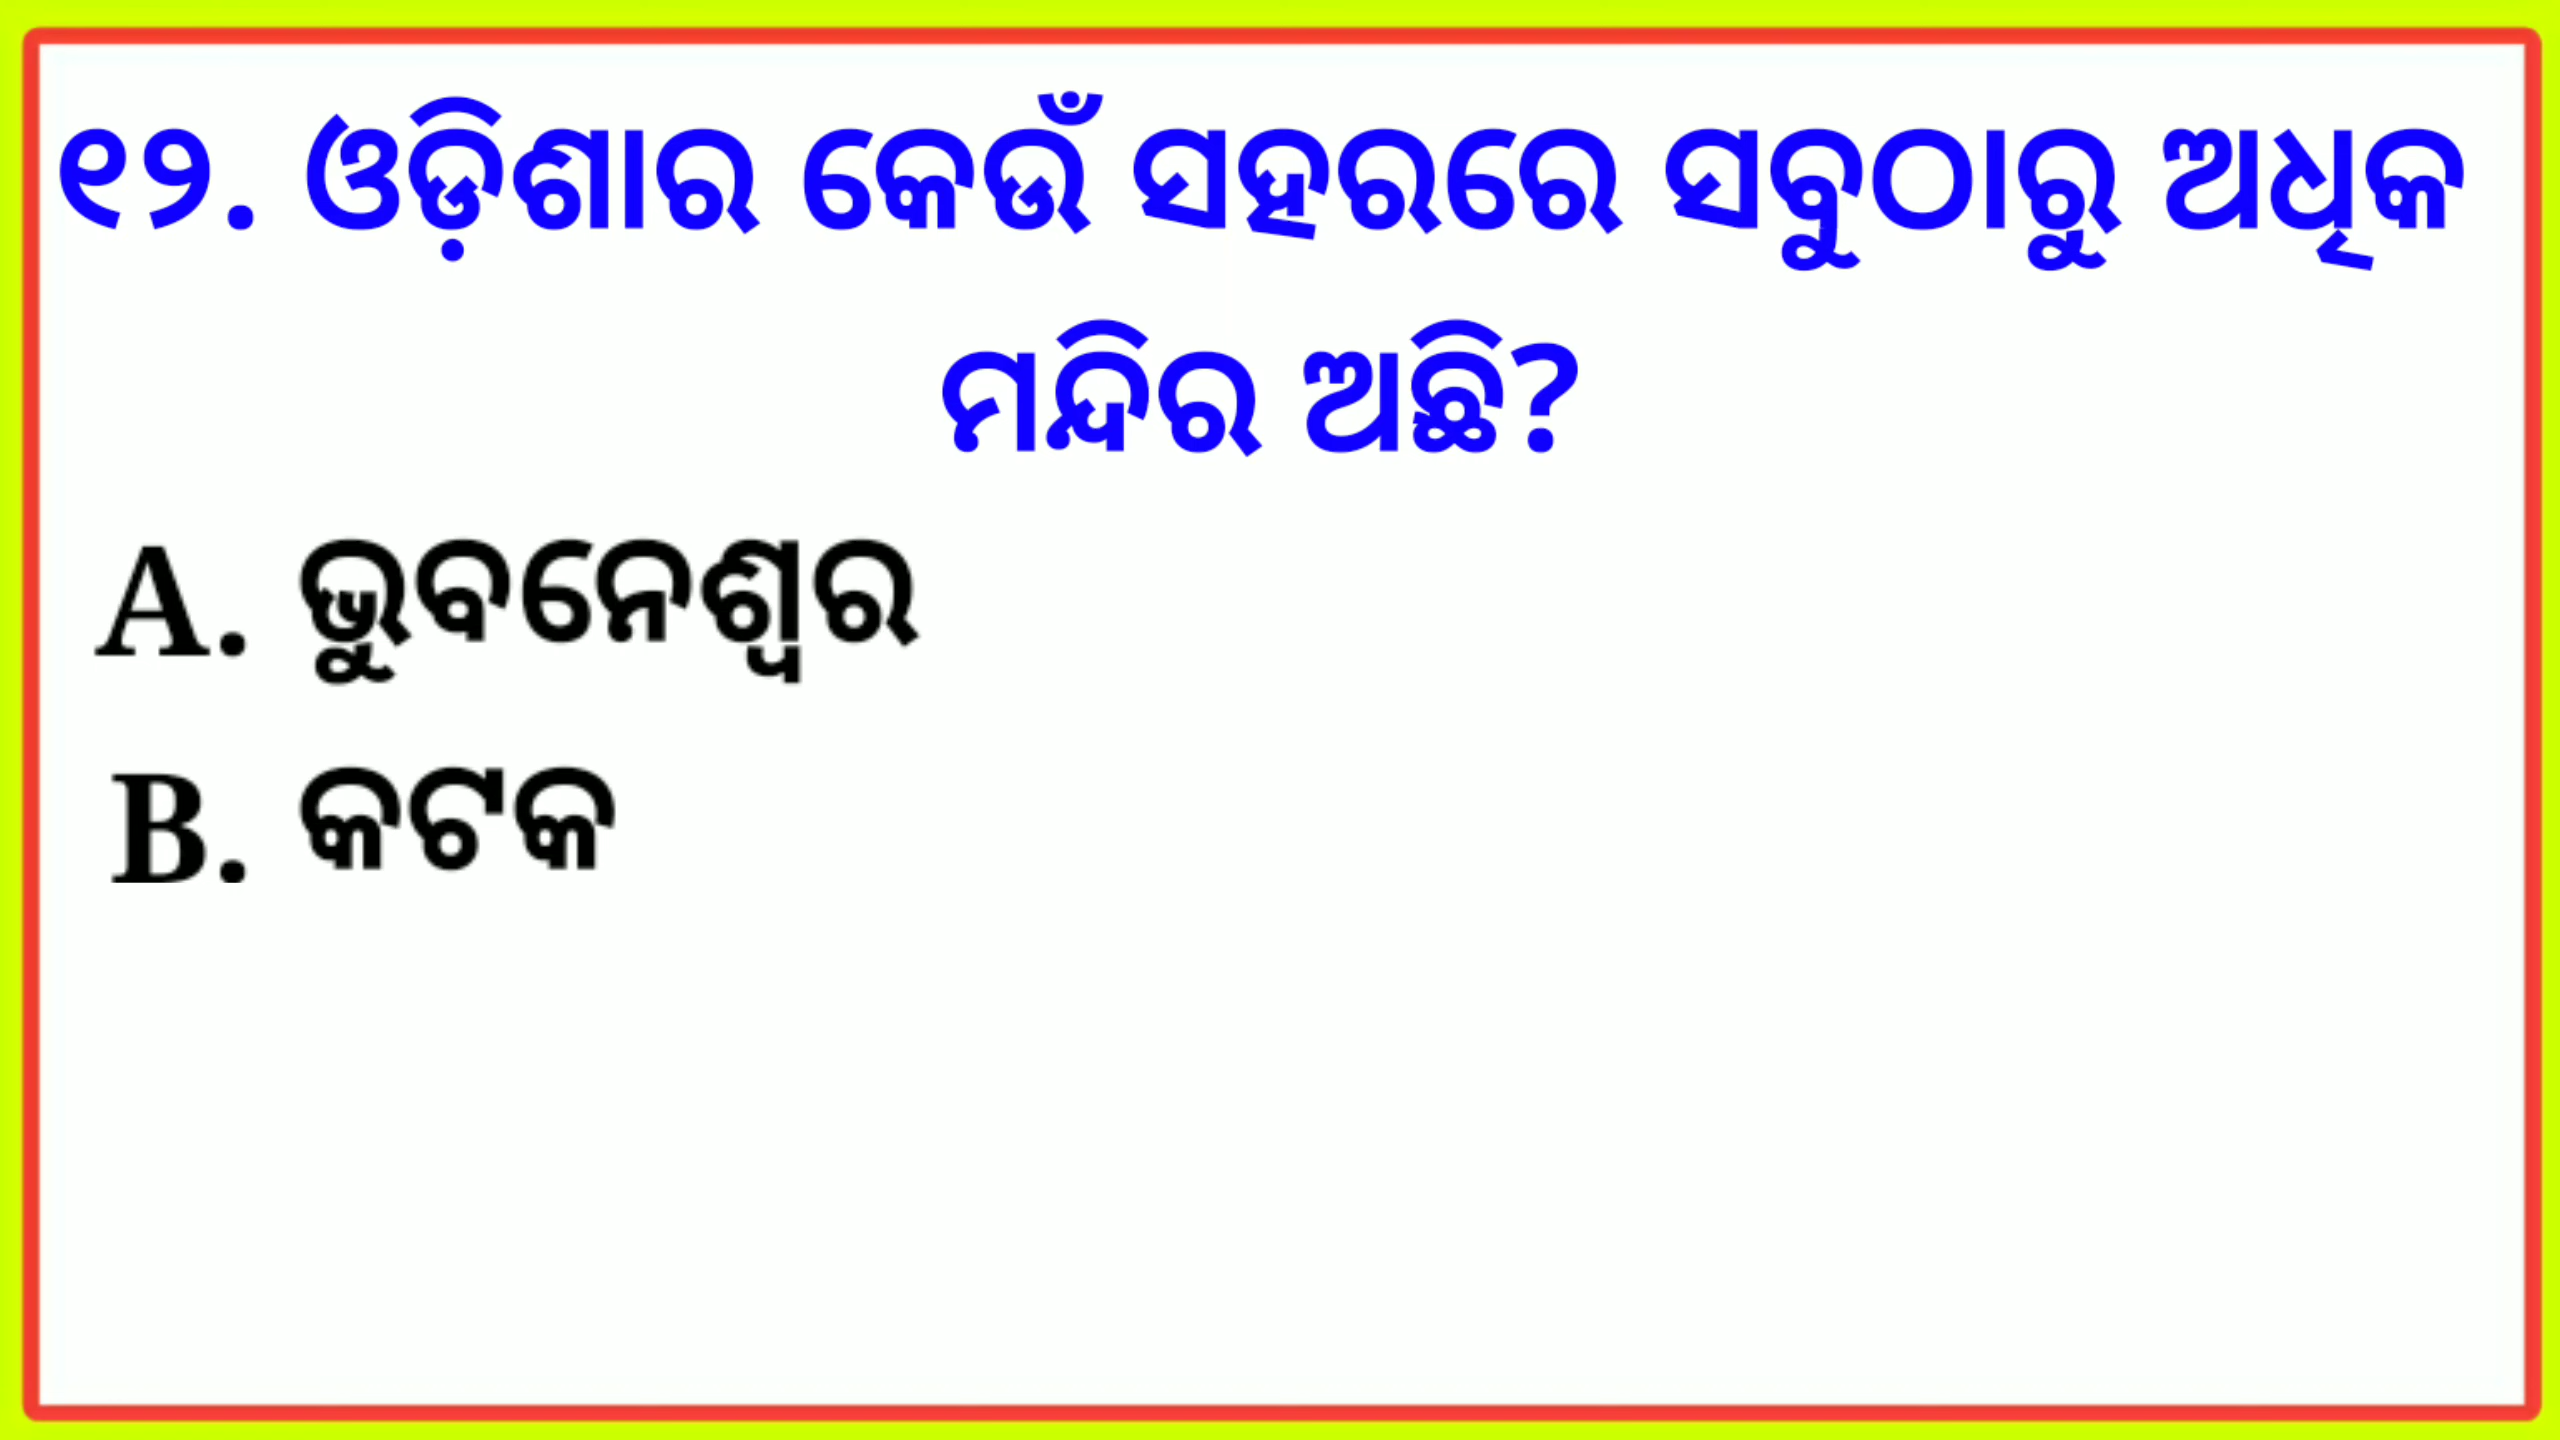 ୧୨. ଓଡ଼ିଶାର କେଉଁ ସହରରେ ସବୁଠାରୁ ଅଧିକ
ମନ୍ଦିର ଅଛି?
A. ଭୁବନେଶ୍ୱର
B. କଟକ